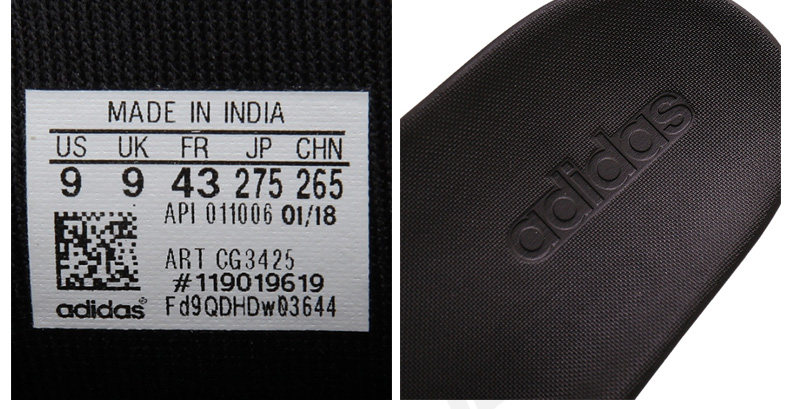 MADE IN INDIA
US UK FR JP CHN
9 9 43 275 265
API 011006 01/18
ART CG3425
#119019619
adidas® Fd9QDHDw03644
adidas